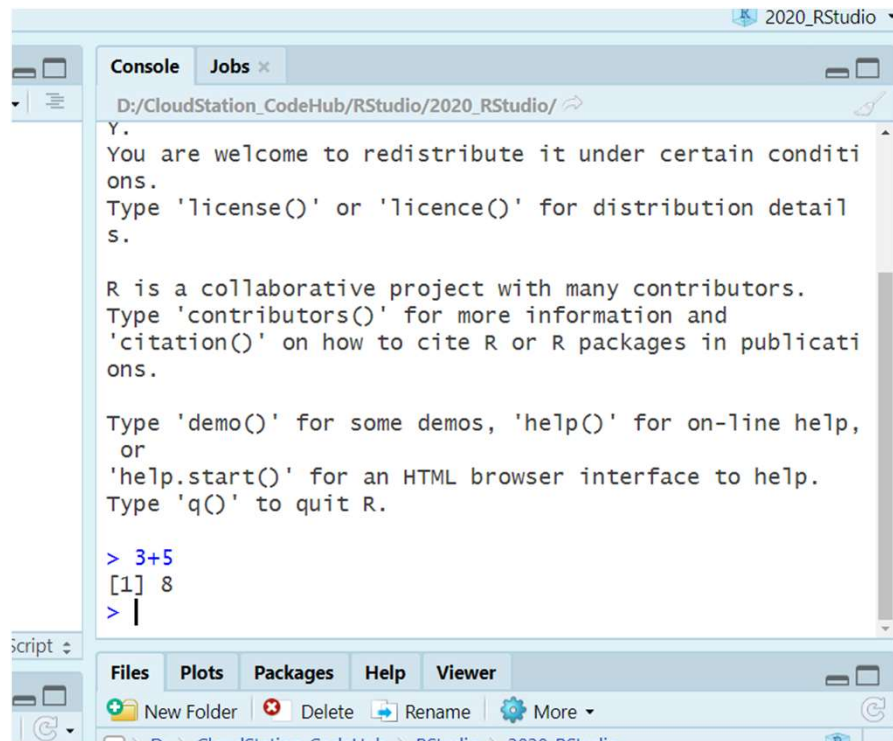 2020_RStudio
Console Jobs
D:/CloudStation_CodeHub/RStudio/2020_RStudio/
Y.
You are welcome to redistribute it under certain conditi
ons.
Type 'license()' or 'licence()' for distribution detail
s.
R is a collaborative project with many contributors.
Type 'contributors()' for more information and
'citation()' on how to cite R or R packages in publicati
ons.
Type 'demo()' for some demos, 'help()' for on-line help,
or
'help.start()' for an HTML browser interface to help.
Type 'q()' to quit R.
> 3+5
[1] 8
>
Script
Files Plots Packages Help Viewer
New Folder Delete Rename More